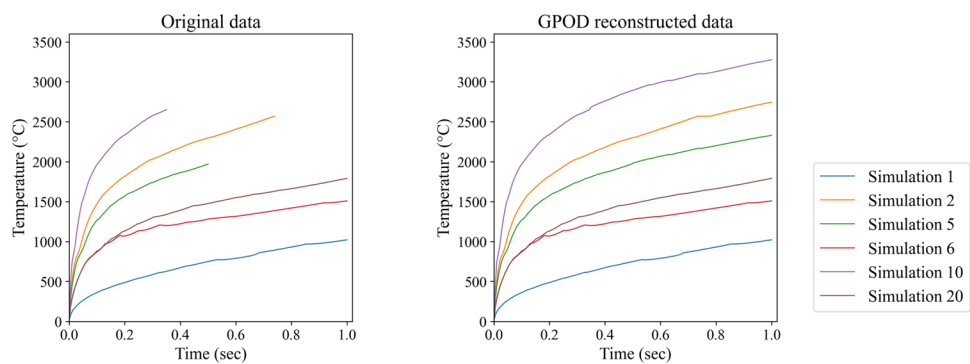 Original data
Temperature (°C)
3500
3000
2500
2000
1500
1000
500
0
0.0 0.2 0.4 0.6 0.8 1.0
Time (sec)
GPOD reconstructed data
Temperature (°C)
3500
3000
2500
2000
1500
1000
500
0
0.0 0.2 0.4 0.6 0.8 1.0
Time (sec)
Simulation 1
Simulation 2
Simulation 5
Simulation 6
Simulation 10
Simulation 20